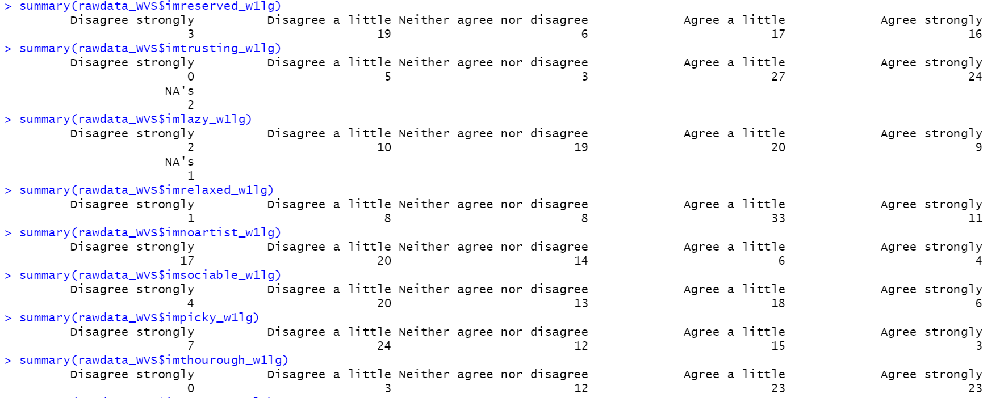 > summary(rawdata_WVS$imreserved_w1lg)
Disagree strongly Disagree a little Neither agree nor disagree Agree a little Agree strongly
3 19 6 17 16
> summary(rawdata_WVS$imtrusting_w1lg)
Disagree strongly Disagree a little Neither agree nor disagree Agree a little Agree strongly
0 5 3 27 24
NA's
2
> summary(rawdata_WVS$imlazy_w1lg)
Disagree strongly Disagree a little Neither agree nor disagree Agree a little Agree strongly
2 10 19 20 9
NA's
1
> summary(rawdata_WVS$imrelaxed_w1lg)
Disagree strongly Disagree a little Neither agree nor disagree Agree a little Agree strongly
1 8 8 33 11
> summary(rawdata_WVS$imnoartist_w1lg)
Disagree strongly Disagree a little Neither agree nor disagree Agree a little Agree strongly
17 20 14 6 4
> summary(rawdata_WVS$imsociable_w1lg)
Disagree strongly Disagree a little Neither agree nor disagree Agree a little Agree strongly
4 20 13 18 6
> summary(rawdata_WVS$impicky_w1lg)
Disagree strongly Disagree a little Neither agree nor disagree Agree a little Agree strongly
7 24 12 15 3
> summary(rawdata_WVS$imthourough_w1lg)
Disagree strongly Disagree a little Neither agree nor disagree Agree a little Agree strongly
0 3 12 23 23